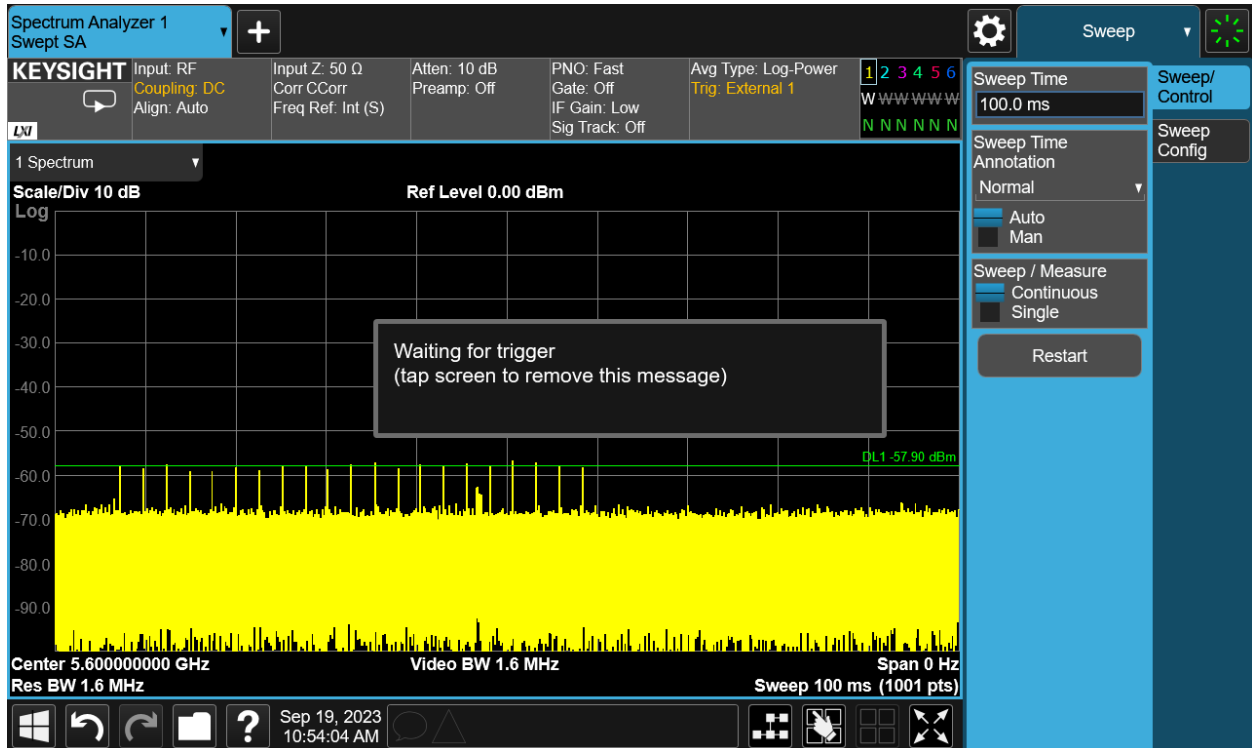 Spectrum Analyzer 1
Swept SA
+
Sweep
KEYSIGHT
LXI
Input: RF
Coupling: DC
Align: Auto
Input Z: 50 Ω
Corr CCorr
Freq Ref: Int (S)
Atten: 10 dB
Preamp: Off
PNO: Fast
Gate: Off
IF Gain: Low
Sig Track: Off
Avg Type: Log-Power
Trig: External 1
1 2 3 4 5 6
W W W W W W
N N N N N N
1 Spectrum
Scale/Div 10 dB
Ref Level 0.00 dBm
Log
-10.0
-20.0
-30.0
-40.0
-50.0
-60.0
-70.0
-80.0
-90.0
Waiting for trigger
(tap screen to remove this message)
DL1 -57.90 dBm
Center 5.600000000 GHz
Video BW 1.6 MHz
Span 0 Hz
Res BW 1.6 MHz
Sweep 100 ms (1001 pts)
Sweep Time
100.0 ms
Sweep Time
Annotation
Normal
Auto
Man
Sweep / Measure
Continuous
Single
Restart
Sweep/
Control
Sweep
Config
?
Sep 19, 2023
10:54:04 AM